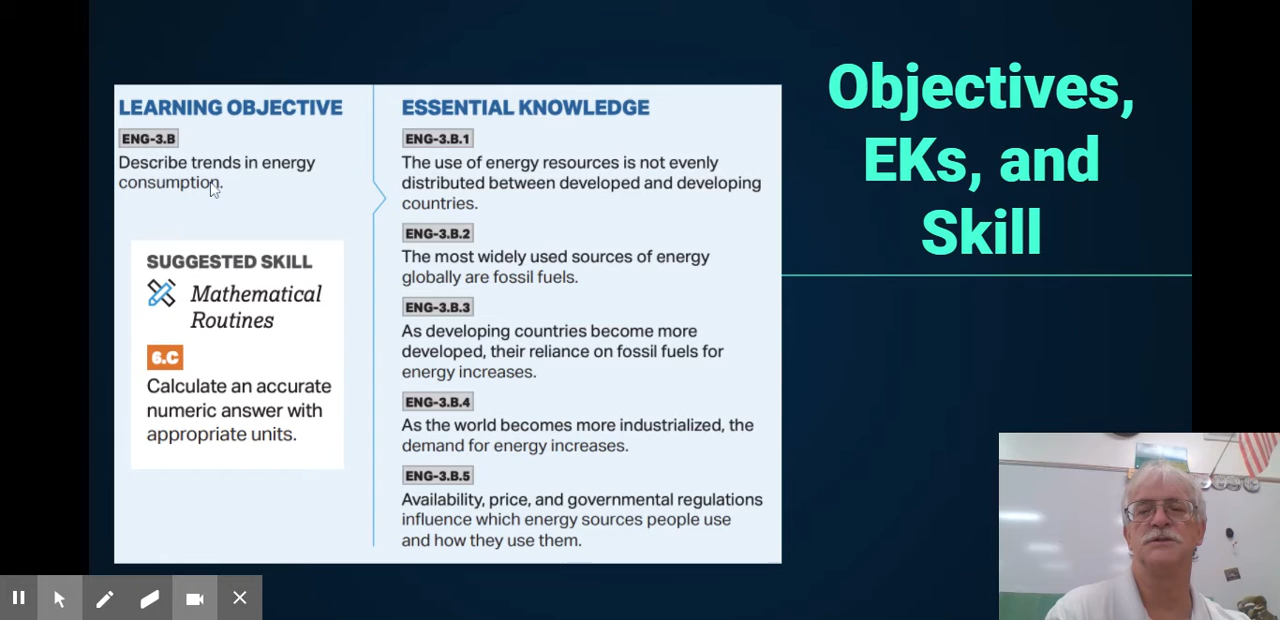 LEARNING OBJECTIVE
ENG-3.B
Describe trends in energy
consumption.
SUGGESTED SKILL
Mathematical
Routines
6.C
Calculate an accurate
numeric answer with
appropriate units.
ESSENTIAL KNOWLEDGE
ENG-3.B.1
The use of energy resources is not evenly
distributed between developed and developing
countries.
ENG-3.B.2
The most widely used sources of energy
globally are fossil fuels.
ENG-3.B.3
As developing countries become more
developed, their reliance on fossil fuels for
energy increases.
ENG-3.B.4
As the world becomes more industrialized, the
demand for energy increases.
ENG-3.B.5
Availability, price, and governmental regulations
influence which energy sources people use
and how they use them.
Objectives,
EKs, and
Skill